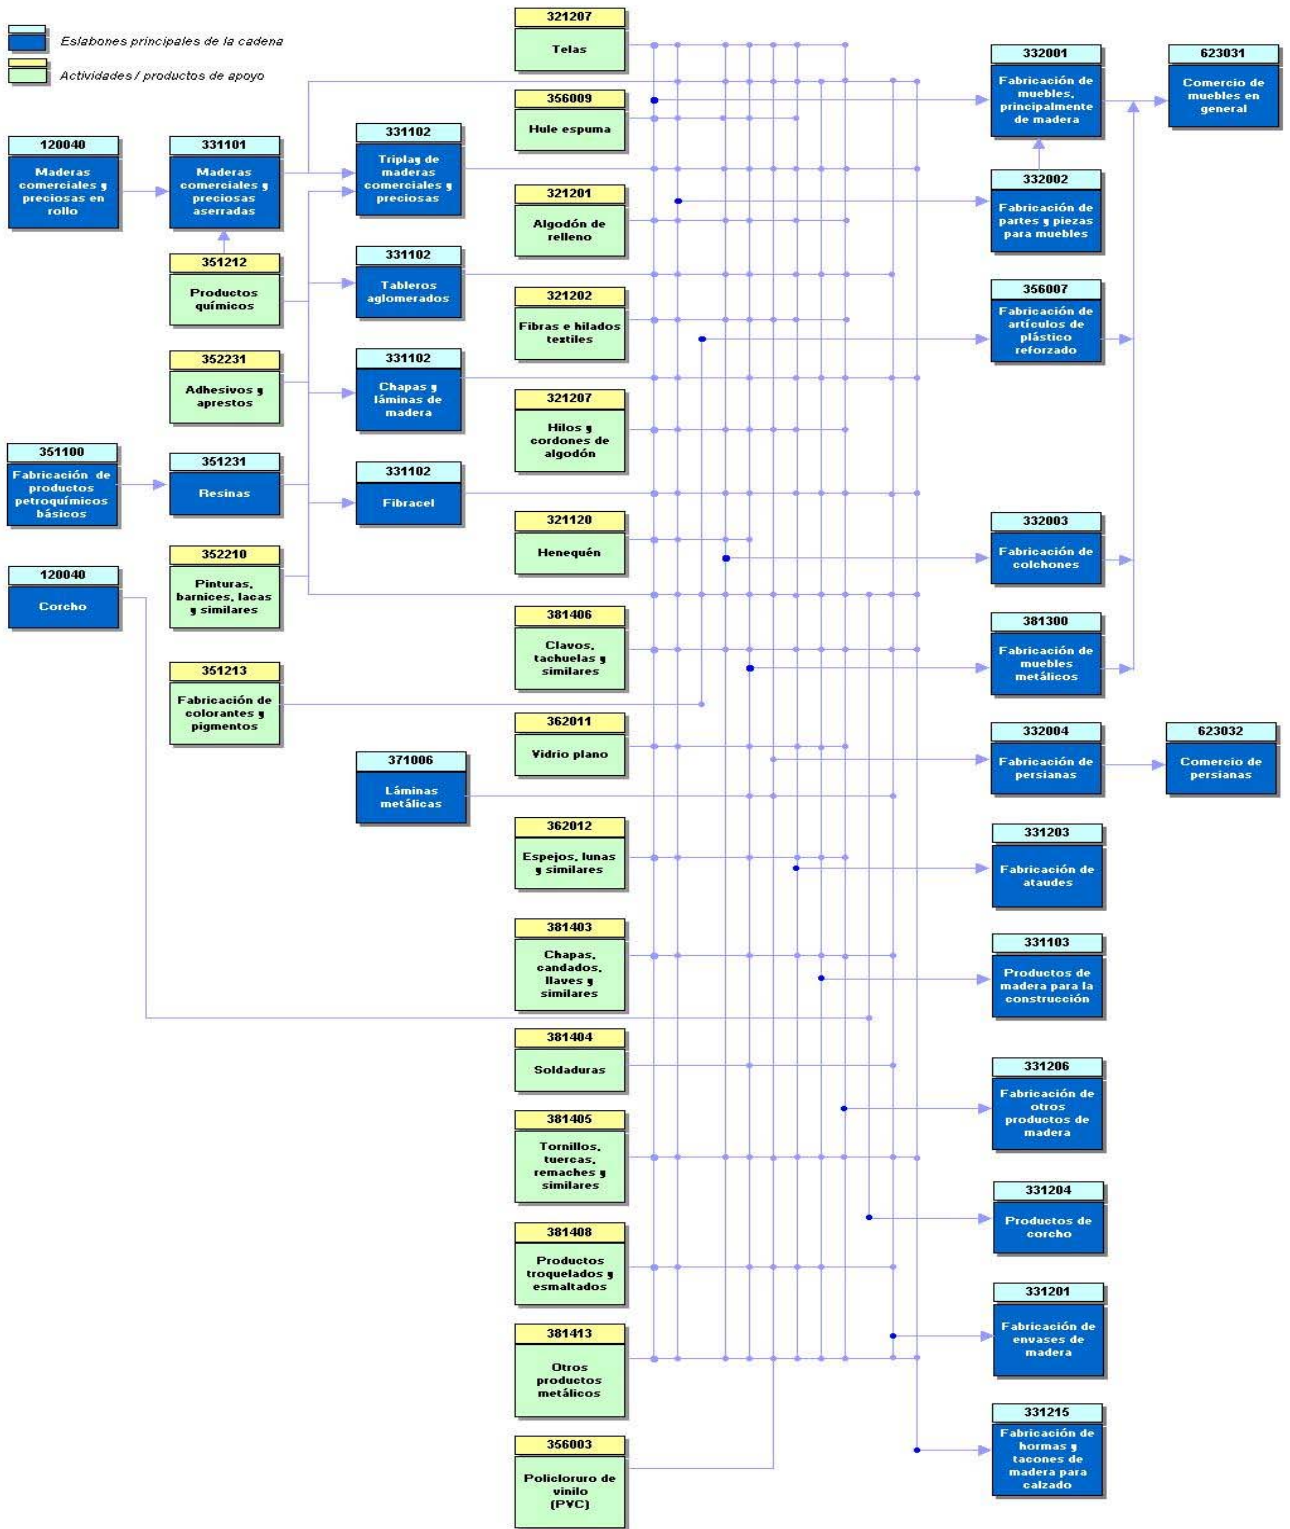 Eslabones principales de la cadena
Actividades / productos de apoyo
120040
Maderas
comerciales y
preciosas en
rollo
351100
Fabricación de
productos
petroquímicos
básicos
120040
Corcho
331101
Maderas
comerciales y
preciosas
aserradas
351212
Productos
químicos
352231
Adhesivos y
aprestos
351231
Resinas
352210
Pinturas,
barnices, lacas
y similares
351213
Fabricación de
colorantes y
pigmentos
331102
Triplay de
maderas
comerciales y
preciosas
331102
Tableros
aglomerados
331102
Chapas y
láminas de
madera
331102
Fibracel
371006
Láminas
metálicas
321207
Telas
356009
Hule espuma
321201
Algodón de
relleno
321202
Fibras e hilados
textiles
321207
Hilos y
cordones de
algodón
321120
Henequén
381406
Clavos,
tachuelas y
similares
362011
Vidrio plano
362012
Espejos, lunas
y similares
381403
Chapas,
candados,
llaves y
similares
381404
Soldaduras
381405
Tornillos,
tuercas,
remaches y
similares
381408
Productos
troquelados y
esmaltados
381413
Otros
productos
metálicos
356003
Policloruro de
vinilo
(PVC)
332001
Fabricación de
muebles,
principalmente
de madera
332002
Fabricación de
partes y piezas
para muebles
356007
Fabricación de
artículos de
plástico
reforzado
332003
Fabricación de
colchones
381300
Fabricación de
muebles
metálicos
332004
Fabricación de
persianas
331203
Fabricación de
ataudes
331103
Productos de
madera para la
construcción
331206
Fabricación de
otros
productos de
madera
331204
Productos de
corcho
331201
Fabricación de
envases de
madera
331215
Fabricación de
hormas y
tacones de
madera para
calzado
623031
Comercio de
muebles en
general
623032
Comercio de
persianas